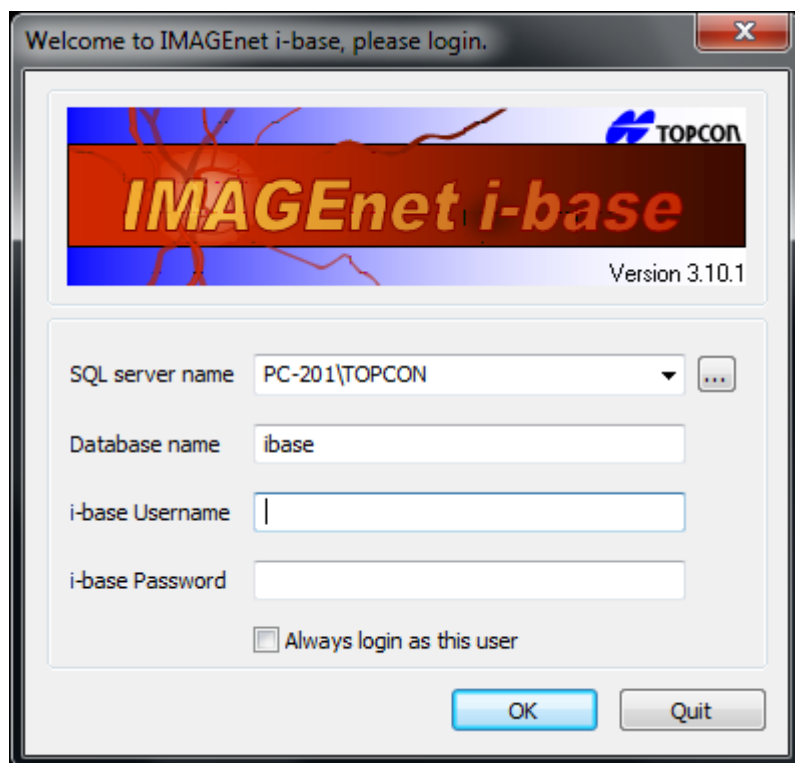 Welcome to IMAGEnet i-base, please login.
TOPCON
IMAGEnet i-base
Version 3.10.1
SQL server name PC-201\TOPCON ...
Database name ibase
i-base Username
i-base Password
Always login as this user
OK Quit